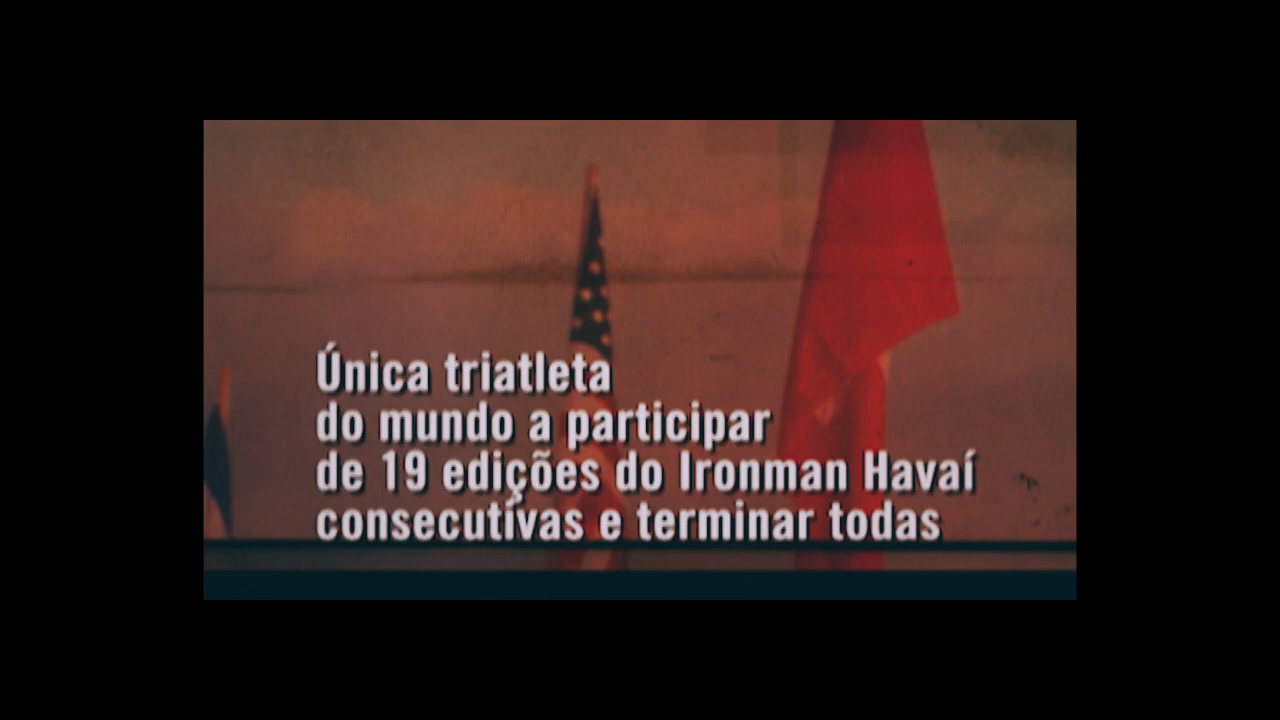 Única triatleta
do mundo a participar
de 19 edições do Ironman Havaí
consecutivas e terminar todas